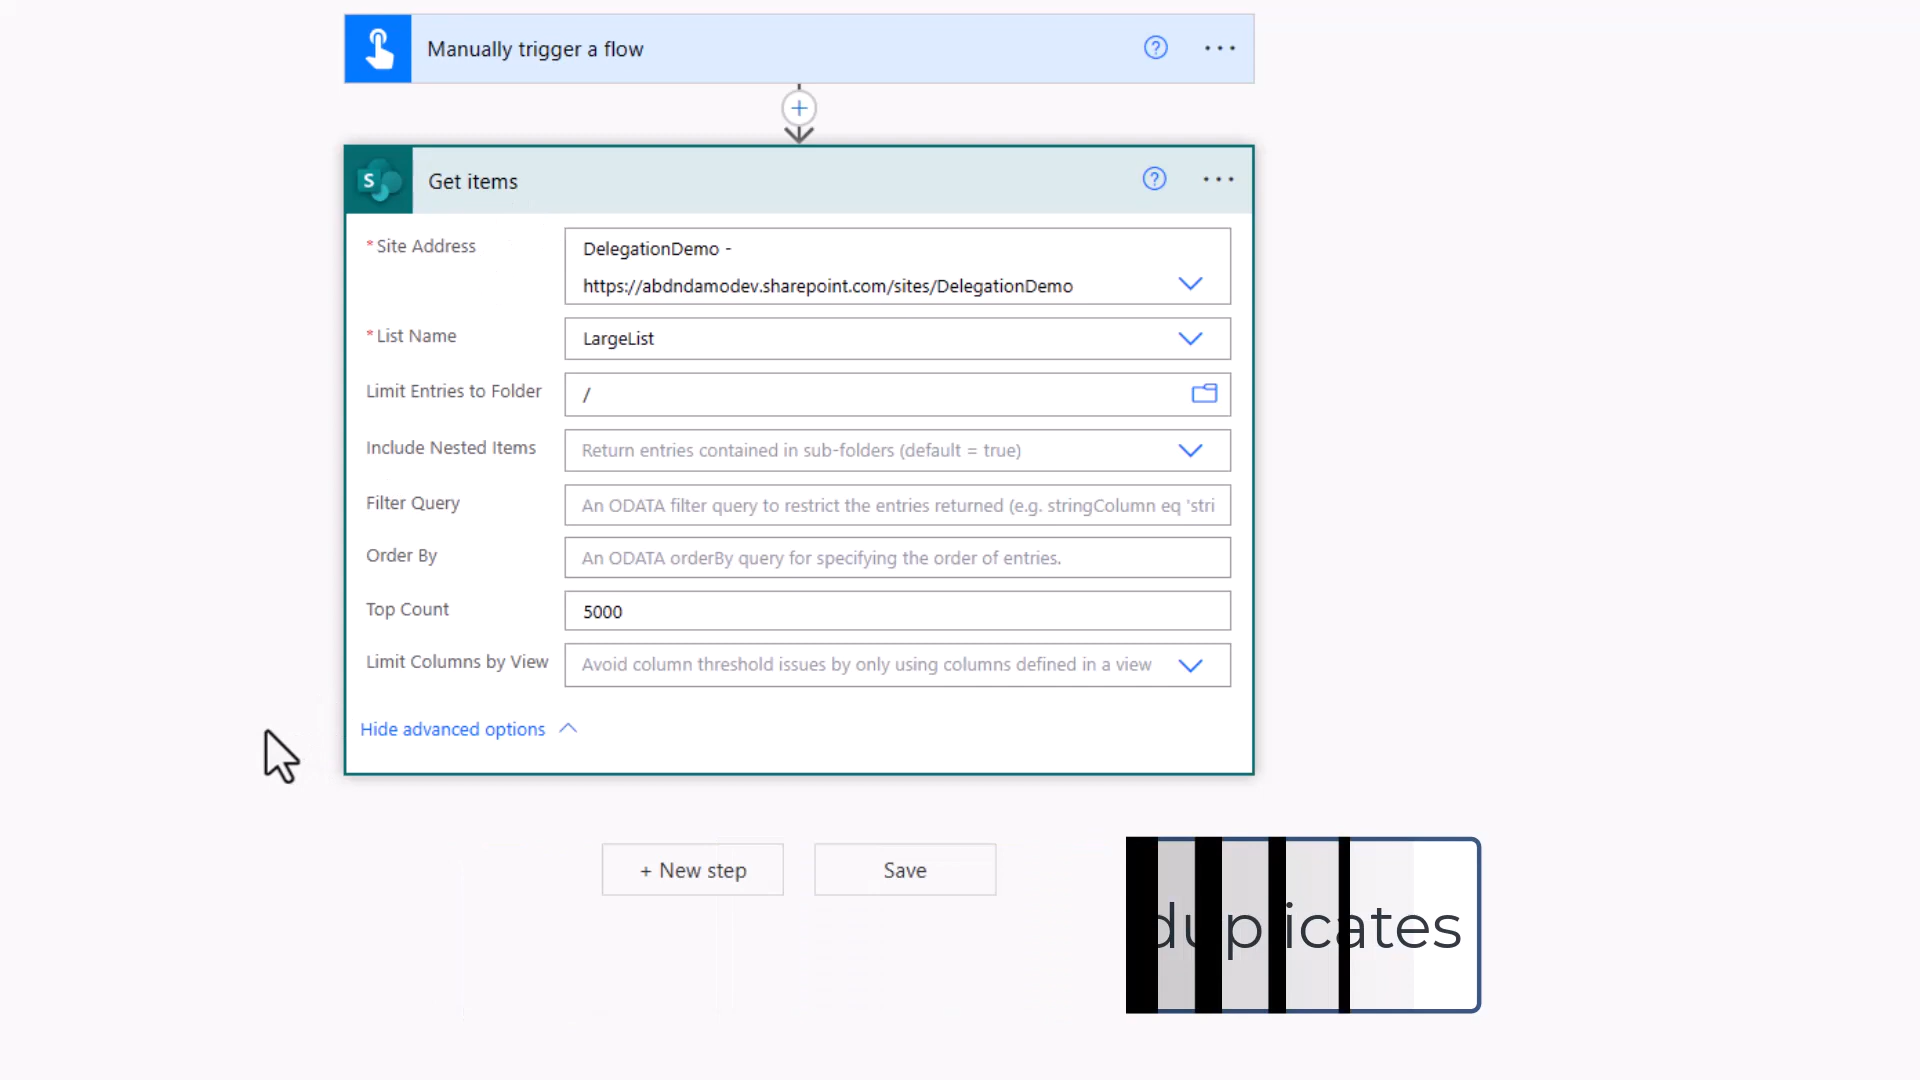 Manually trigger a flow
Get items
* Site Address
DelegationDemo -
https://abdndamodev.sharepoint.com/sites/DelegationDemo
* List Name
LargeList
Limit Entries to Folder
/
Include Nested Items
Return entries contained in sub-folders (default = true)
Filter Query
An ODATA filter query to restrict the entries returned (e.g. stringColumn eq 'stri
Order By
An ODATA orderBy query for specifying the order of entries.
Top Count
5000
Limit Columns by View
Avoid column threshold issues by only using columns defined in a view
Hide advanced options
+ New step
Save
duplicates